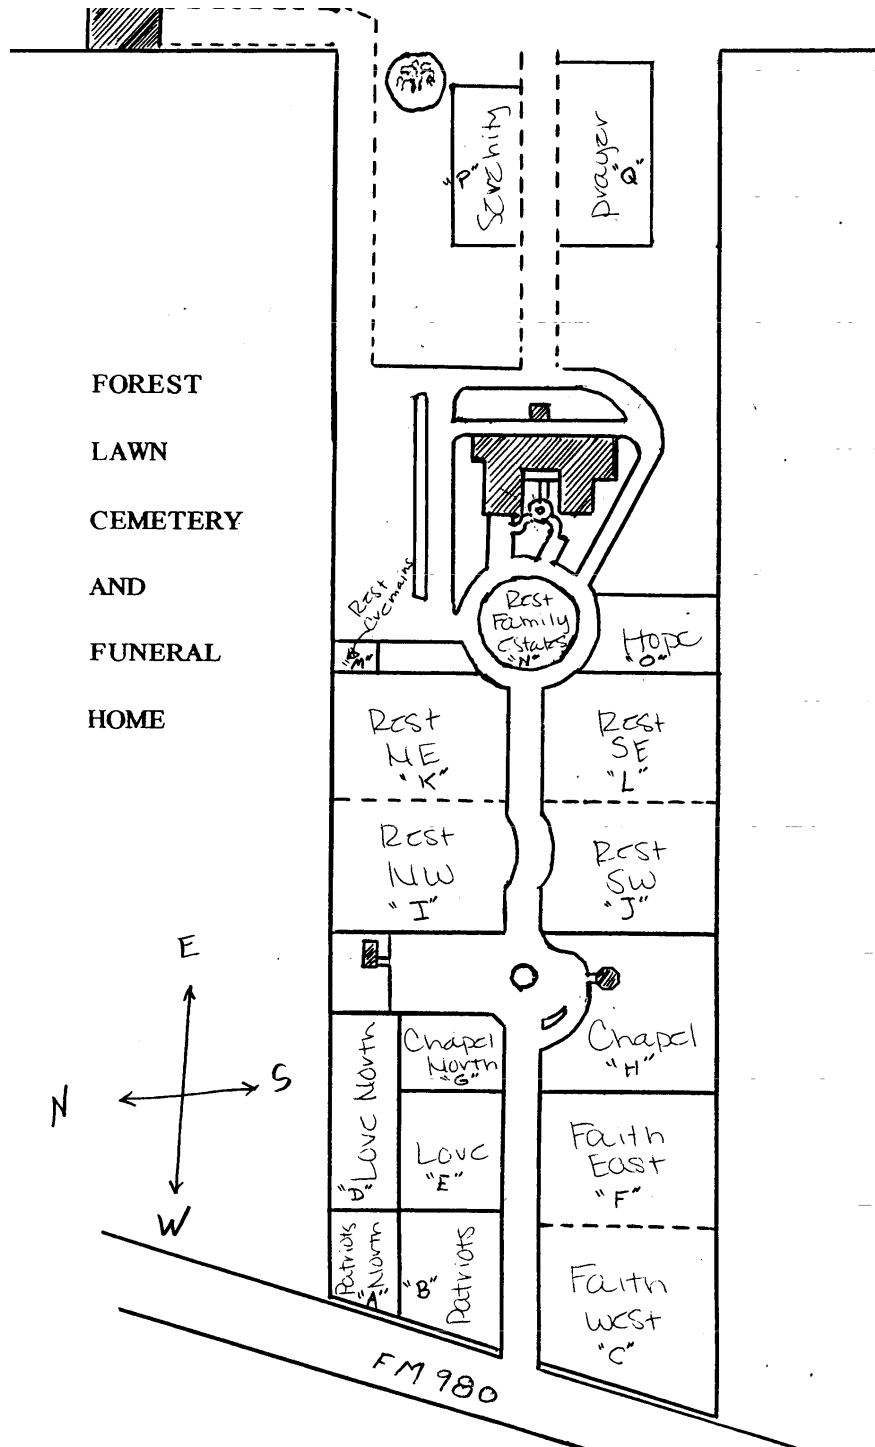 Serenity
"P"
Prayer
"Q"
FOREST
LAWN
CEMETERY
AND
FUNERAL
HOME
Rest
Cremains
"M"
Rest
Family
Estates
"N"
Hope
"O"
Rest
NE
"K"
Rest
SE
"L"
Rest
NW
"I"
Rest
SW
"J"
E
N
S
W
Chapel
North
"G"
Chapel
"H"
Love North
"D"
Love
"E"
Faith
East
"F"
Patriots
North
"A"
"B"
Patriots
Faith
West
"C"
FM 980